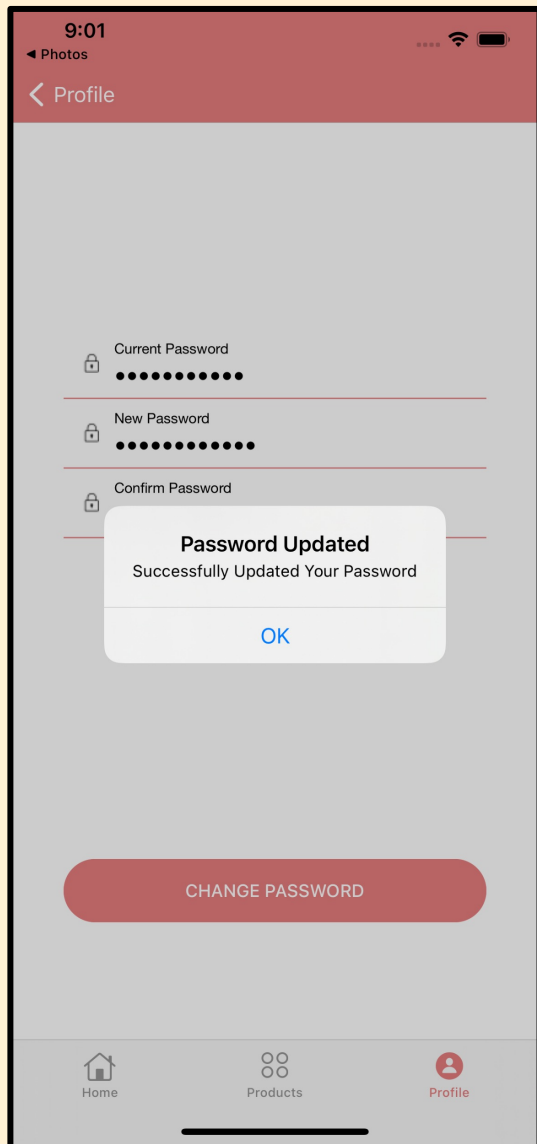 9:01
◀ Photos
Profile
Current Password
●●●●●●●●●●●
New Password
●●●●●●●●●●●●
Confirm Password
Password Updated
Successfully Updated Your Password
OK
CHANGE PASSWORD
Home
Products
Profile